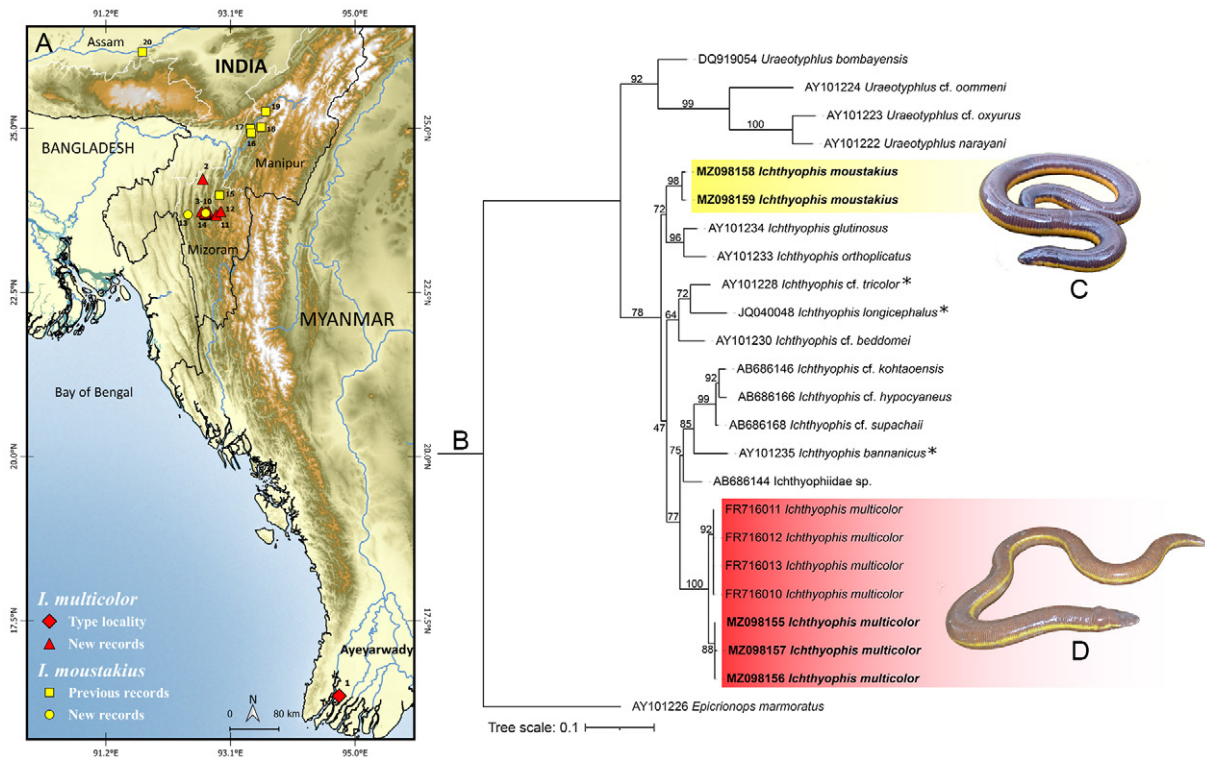 A
91.2°E
93.1°E
95.0°E
Assam
20
INDIA
19
25.0°N
17
18
16
25.0°N
BANGLADESH
Manipur
2
15
3-10
12
13
14
11
Mizoram
22.5°N
22.5°N
MYANMAR
Bay of Bengal
20.0°N
20.0°N
I. multicolor
Type locality
New records
I. moustakius
Previous records
New records
17.5°N
17.5°N
Ayeyarwady
1
N
0
80 km
91.2°E
93.1°E
95.0°E
B
DQ919054 Uraeotyphlus bombayensis
92
AY101224 Uraeotyphlus cf. oommeni
99
AY101223 Uraeotyphlus cf. oxyurus
100
AY101222 Uraeotyphlus narayani
MZ098158 Ichthyophis moustakius
98
MZ098159 Ichthyophis moustakius
72
AY101234 Ichthyophis glutinosus
96
AY101233 Ichthyophis orthoplicatus
AY101228 Ichthyophis cf. tricolor*
72
JQ040048 Ichthyophis longicephalus*
78
64
AY101230 Ichthyophis cf. beddomei
AB686146 Ichthyophis cf. kohtaoensis
92
AB686166 Ichthyophis cf. hypocyaneus
99
AB686168 Ichthyophis cf. supachaii
47
85
AY101235 Ichthyophis bannanicus*
75
AB686144 Ichthyophiidae sp.
77
FR716011 Ichthyophis multicolor
92
FR716012 Ichthyophis multicolor
FR716013 Ichthyophis multicolor
100
FR716010 Ichthyophis multicolor
MZ098155 Ichthyophis multicolor
88
MZ098157 Ichthyophis multicolor
MZ098156 Ichthyophis multicolor
AY101226 Epicrionops marmoratus
Tree scale: 0.1
C
D